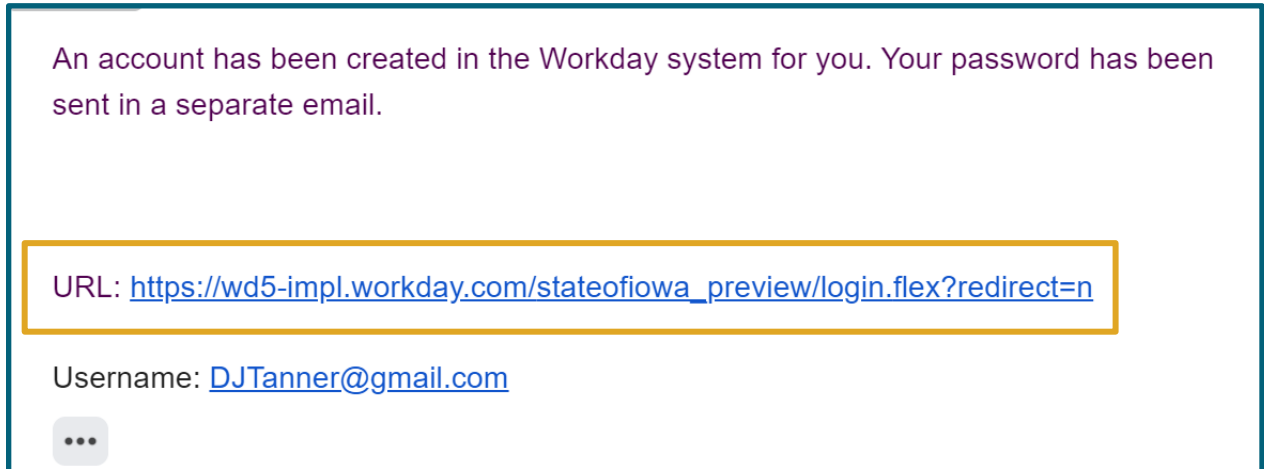 An account has been created in the Workday system for you. Your password has been
sent in a separate email.
URL: https://wd5-impl.workday.com/stateofiowa_preview/login.flex?redirect=n
Username: DJTanner@gmail.com